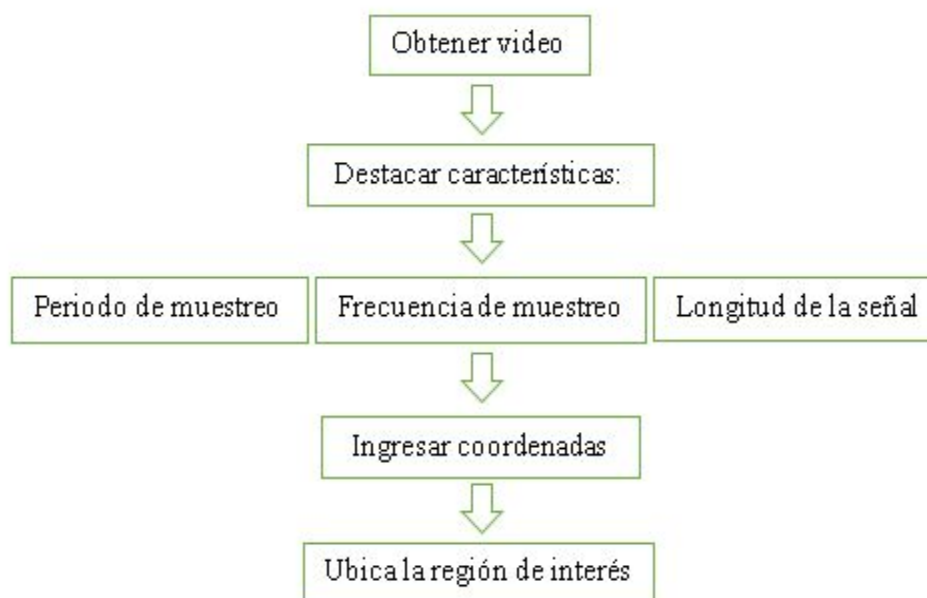 Obtener video
Destacar características:
Periodo de muestreo
Frecuencia de muestreo
Longitud de la señal
Ingresar coordenadas
Ubica la región de interés